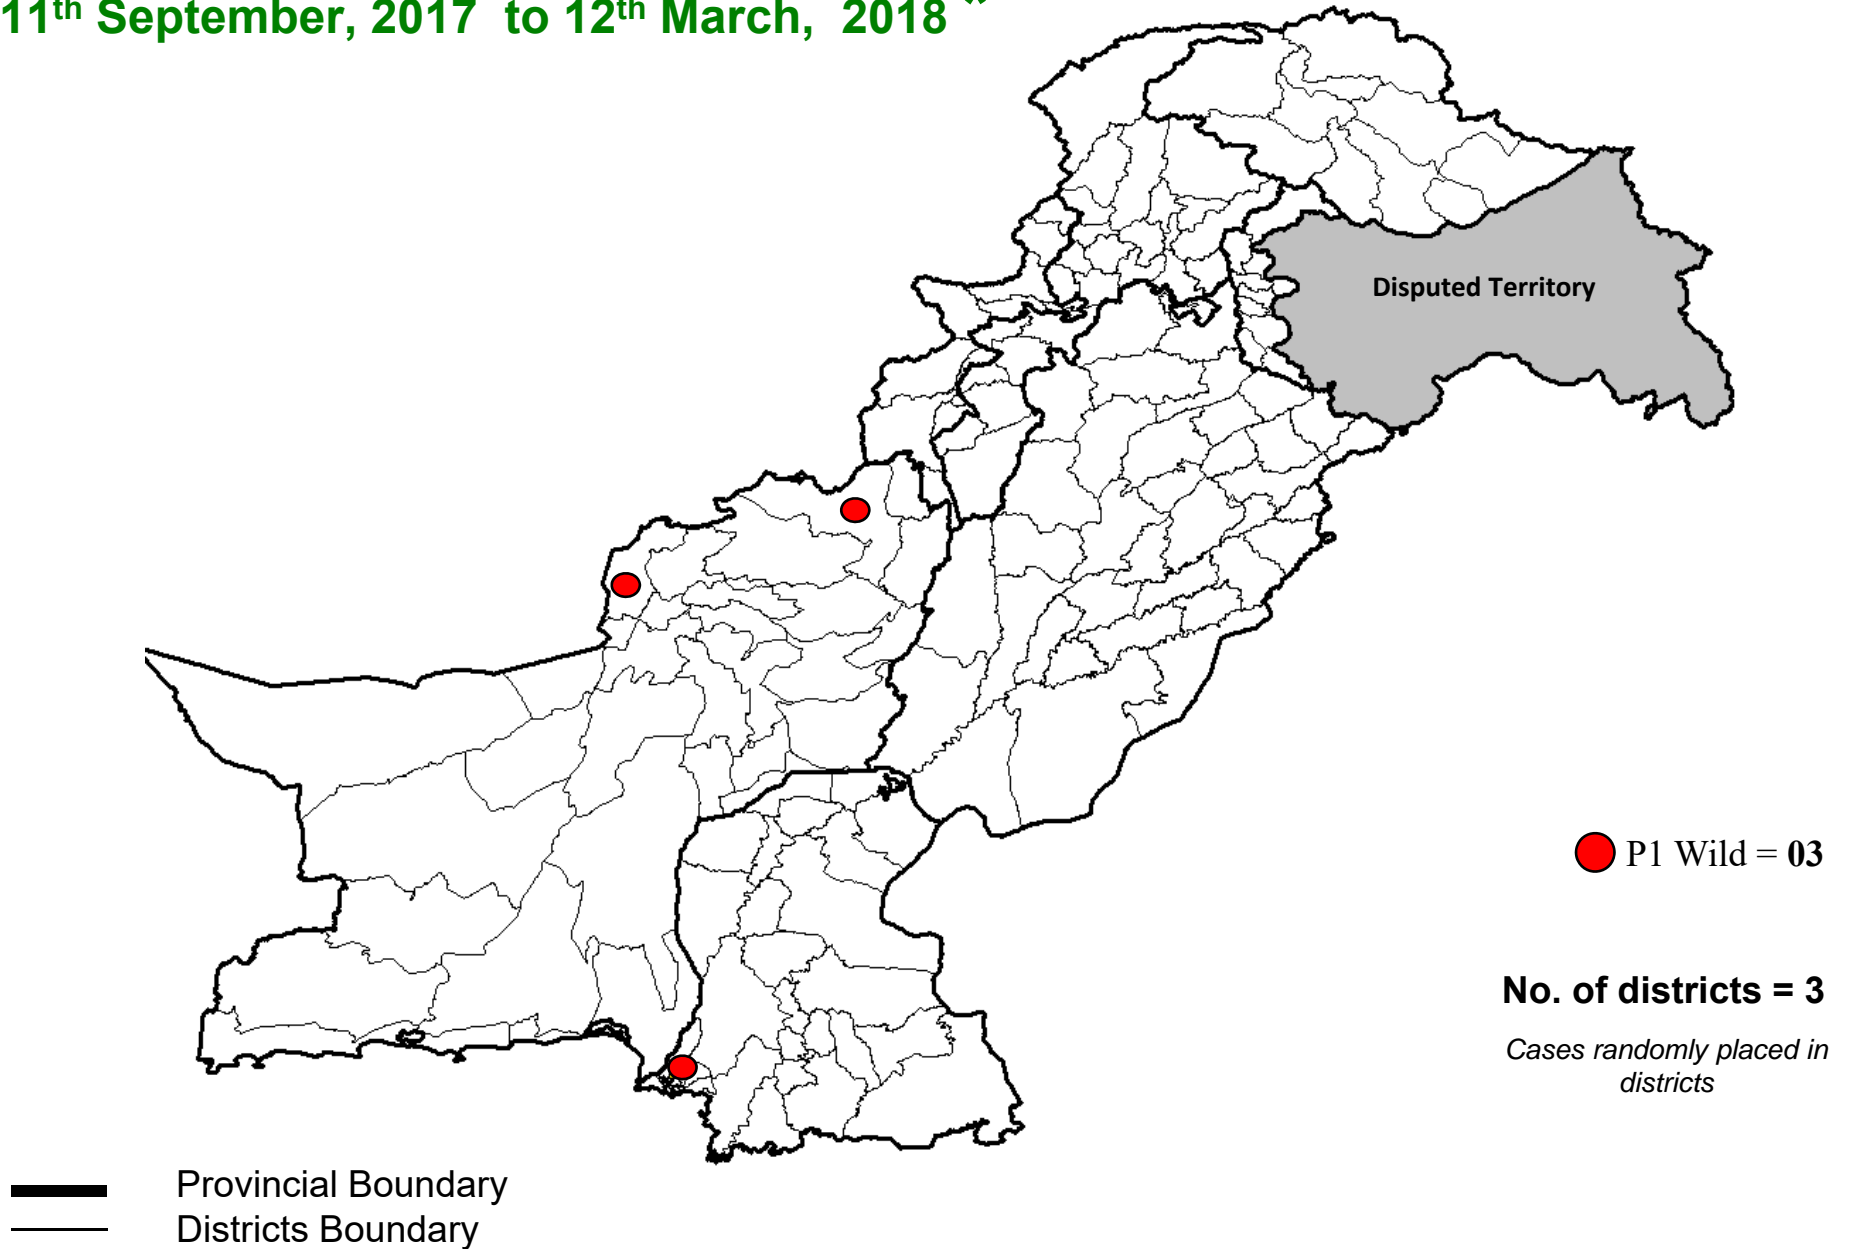 11th September, 2017 to 12th March, 2018
Disputed Territory
P1 Wild = 03
No. of districts = 3
Cases randomly placed in
districts
Provincial Boundary
Districts Boundary